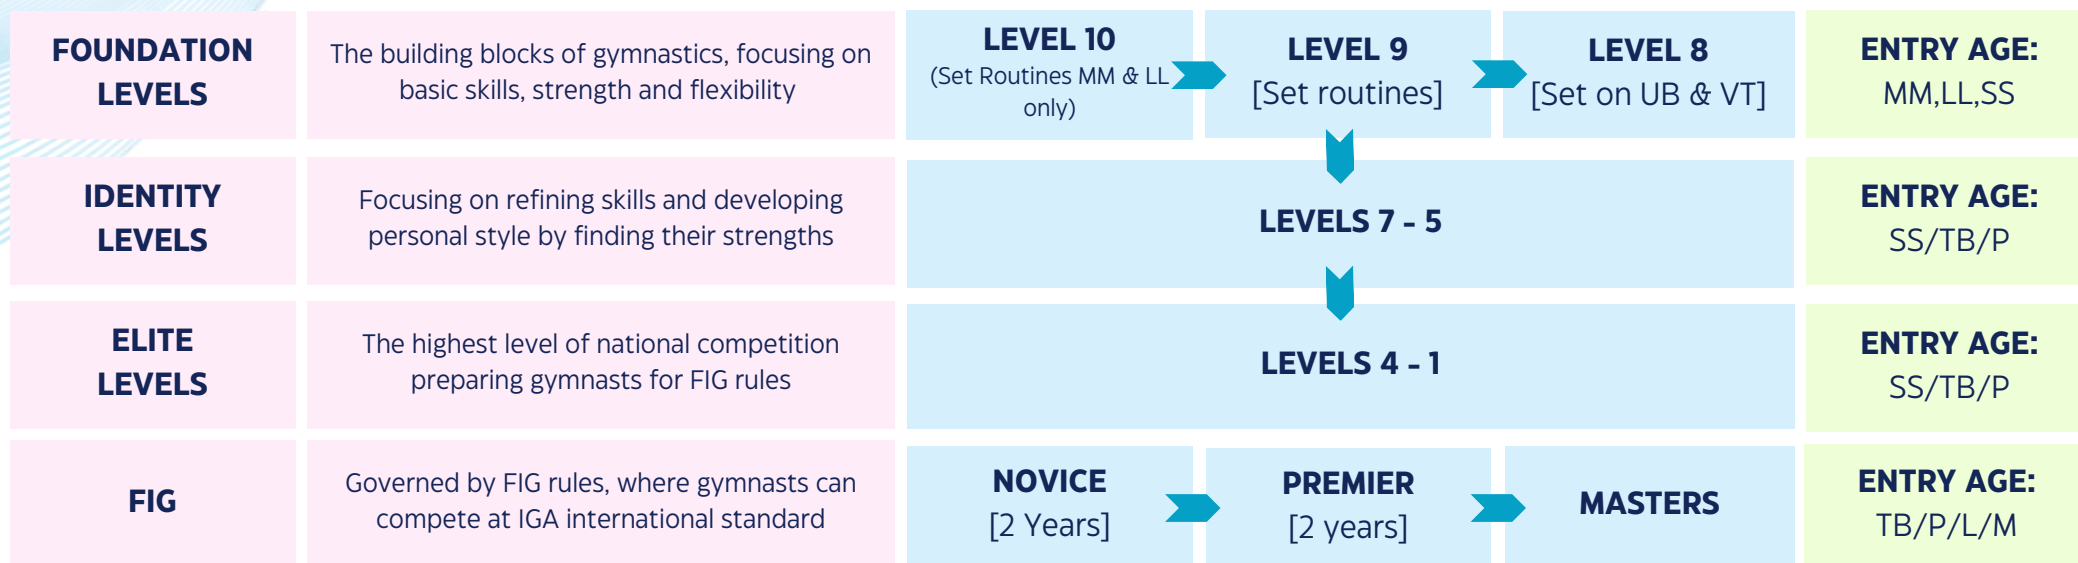 FOUNDATION
LEVELS
The building blocks of gymnastics, focusing on
basic skills, strength and flexibility
LEVEL 10
(Set Routines MM & LL
only)
LEVEL 9
[Set routines]
LEVEL 8
[Set on UB & VT]
ENTRY AGE:
MM,LL,SS
IDENTITY
LEVELS
Focusing on refining skills and developing
personal style by finding their strengths
LEVELS 7 - 5
ENTRY AGE:
SS/TB/P
ELITE
LEVELS
The highest level of national competition
preparing gymnasts for FIG rules
LEVELS 4 - 1
ENTRY AGE:
SS/TB/P
FIG
Governed by FIG rules, where gymnasts can
compete at IGA international standard
NOVICE
[2 Years]
PREMIER
[2 years]
MASTERS
ENTRY AGE:
TB/P/L/M